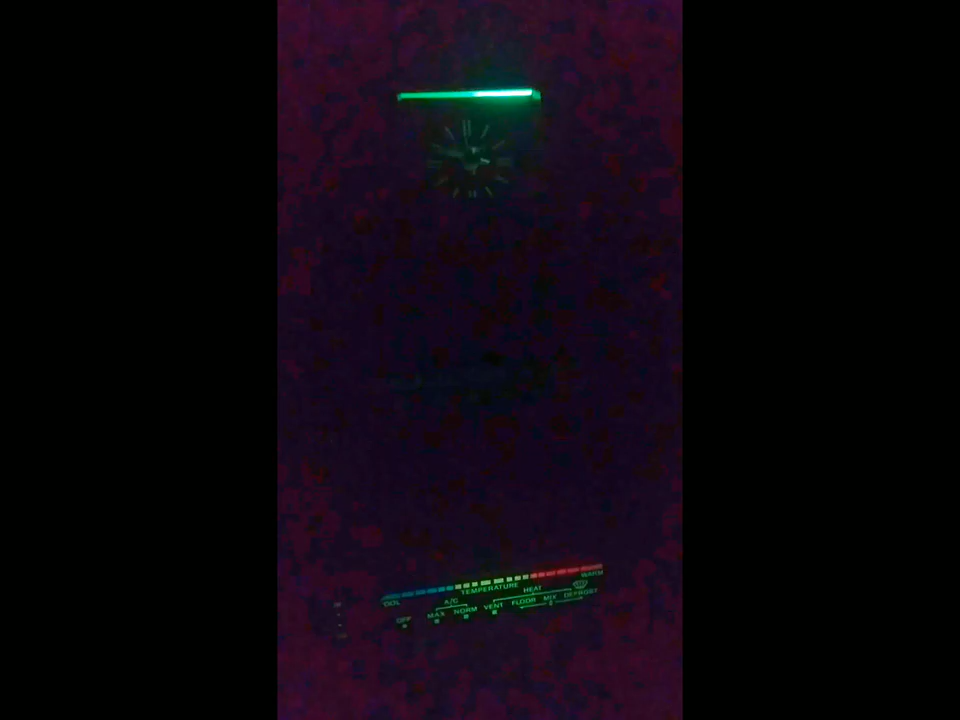 COOL TEMPERATURE WARM
A/C HEAT
OFF MAX NORM VENT FLOOR MIX DEFROST